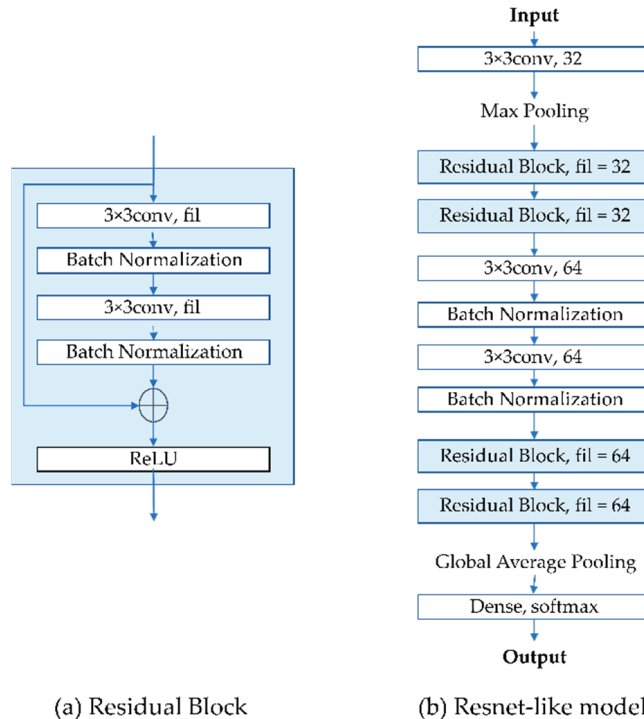 3×3conv, fil
Batch Normalization
3×3conv, fil
Batch Normalization
ReLU
(a) Residual Block
Input
3×3conv, 32
Max Pooling
Residual Block, fil = 32
Residual Block, fil = 32
3×3conv, 64
Batch Normalization
3×3conv, 64
Batch Normalization
Residual Block, fil = 64
Residual Block, fil = 64
Global Average Pooling
Dense, softmax
Output
(b) Resnet-like model